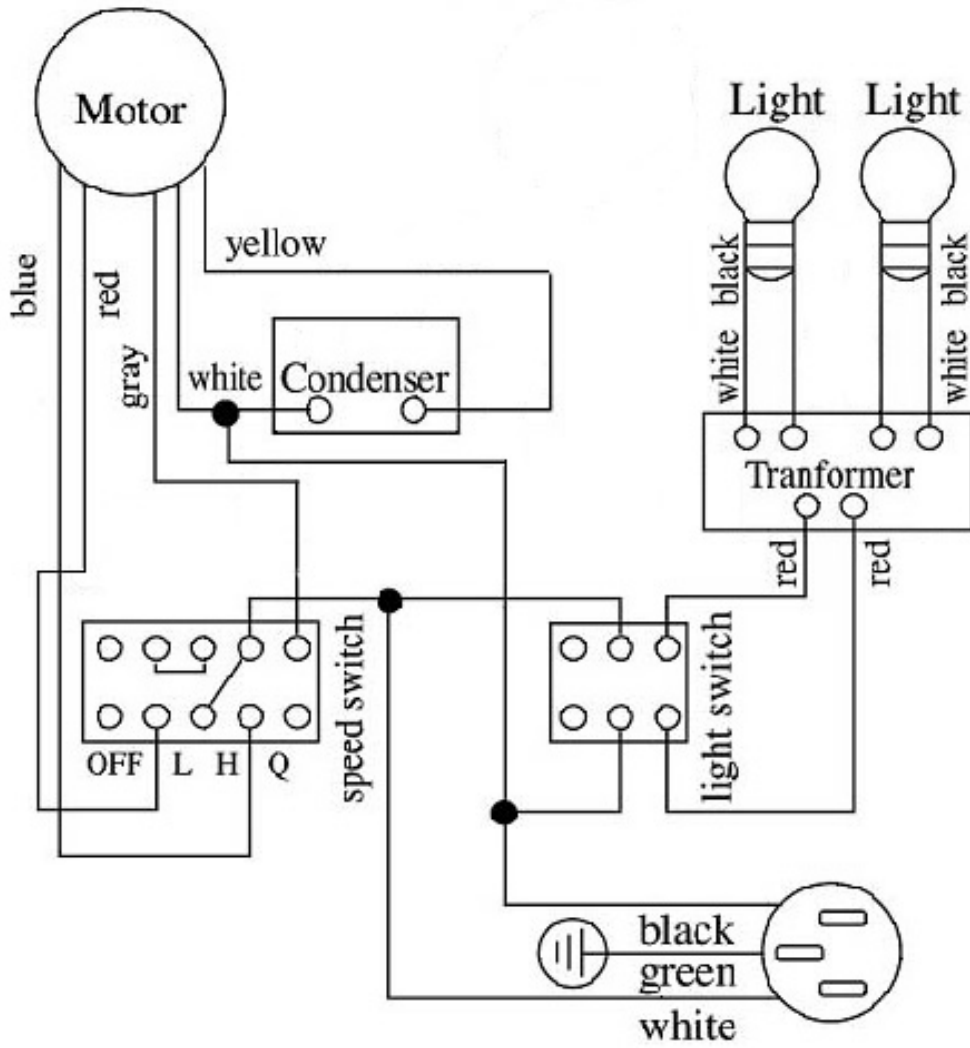 Motor
Light
Light
yellow
blue
red
gray
white
Condenser
white black
white black
Tranformer
red
red
speed switch
light switch
OFF L H Q
black
green
white